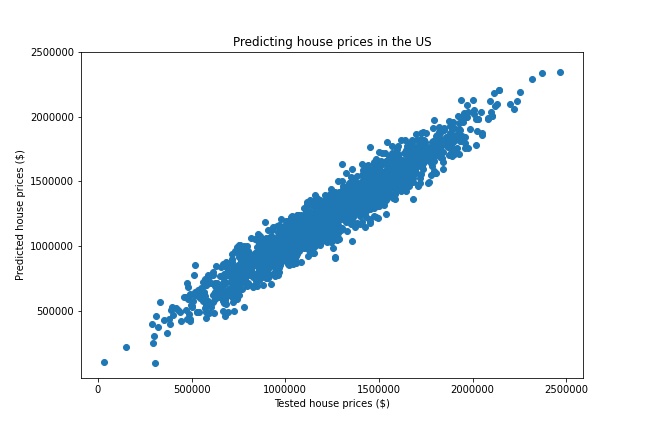 Predicting house prices in the US
2500000
2000000
1500000
1000000
500000
Predicted house prices ($)
0 500000 1000000 1500000 2000000 2500000
Tested house prices ($)